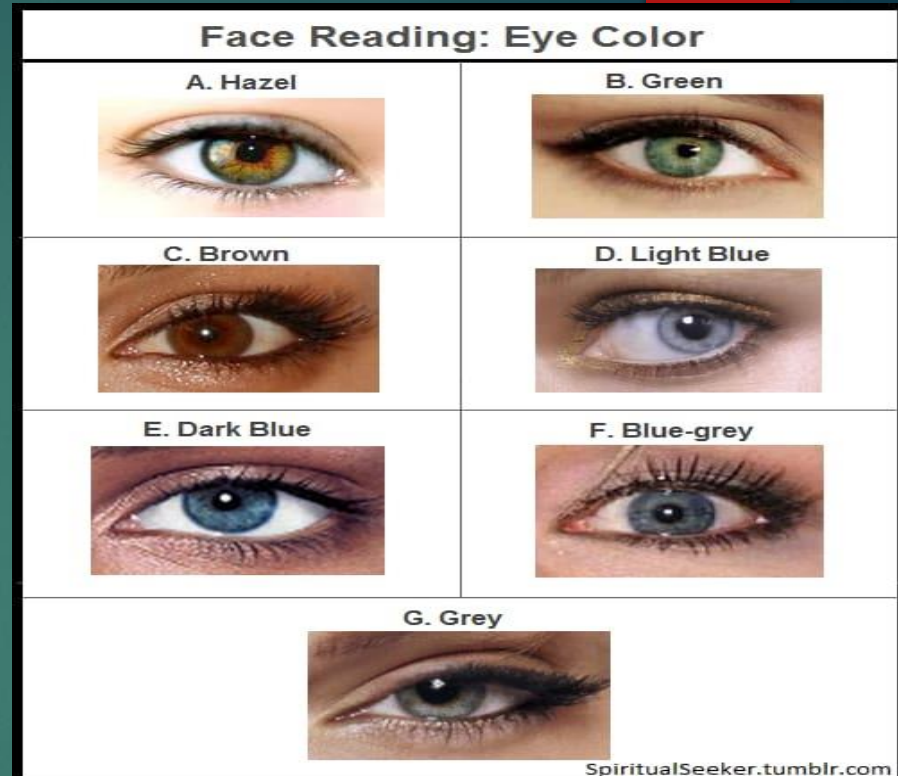 Face Reading: Eye Color
A. Hazel
B. Green
C. Brown
D. Light Blue
E. Dark Blue
F. Blue-grey
G. Grey
SpiritualSeeker.tumblr.com